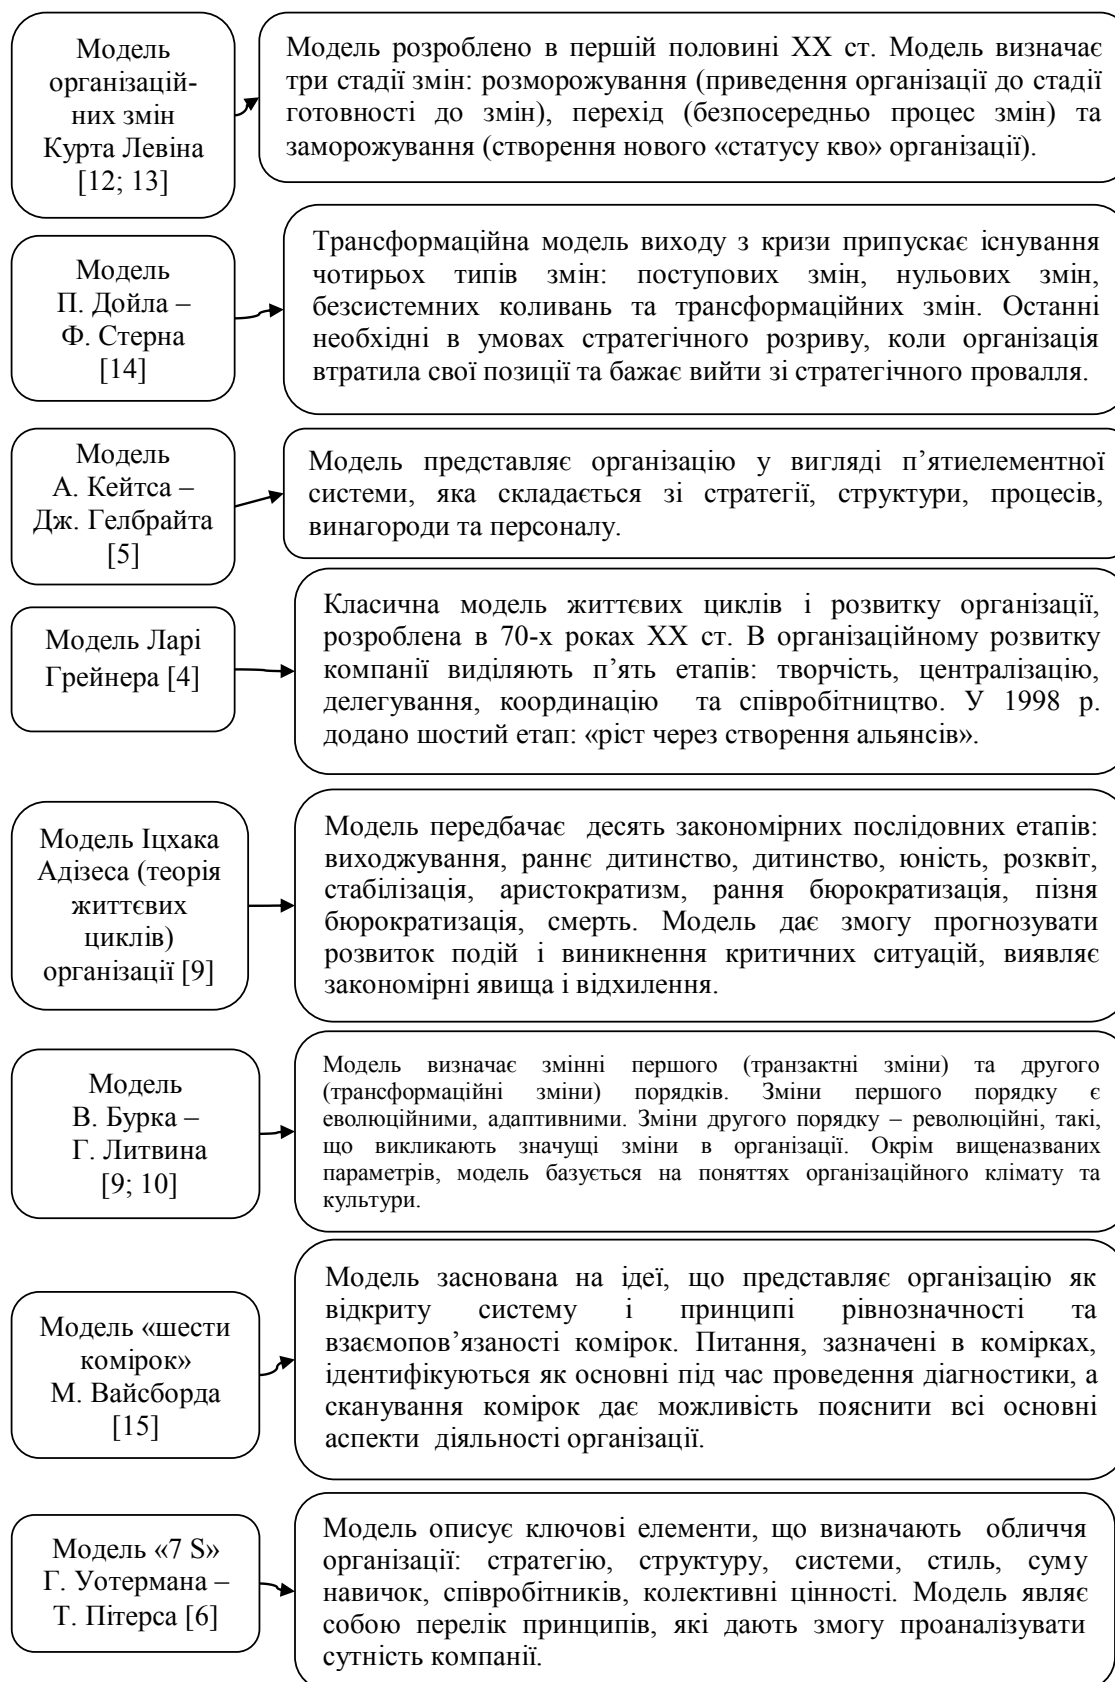 Модель
організацій-
них змін
Курта Левіна
[12; 13]
Модель розроблено в першій половині ХХ ст. Модель визначає
три стадії змін: розморожування (приведення організації до стадії
готовності до змін), перехід (безпосередньо процес змін) та
заморожування (створення нового «статусу кво» організації).
Модель
П. Дойла –
Ф. Стерна
[14]
Трансформаційна модель виходу з кризи припускає існування
чотирьох типів змін: поступових змін, нульових змін,
безсистемних коливань та трансформаційних змін. Останні
необхідні в умовах стратегічного розриву, коли організація
втратила свої позиції та бажає вийти зі стратегічного провалля.
Модель
А. Кейтса –
Дж. Гелбрайта
[5]
Модель представляє організацію у вигляді п’ятиелементної
системи, яка складається зі стратегії, структури, процесів,
винагороди та персоналу.
Модель Ларі
Грейнера [4]
Класична модель життєвих циклів і розвитку організації,
розроблена в 70-х роках ХХ ст. В організаційному розвитку
компанії виділяють п’ять етапів: творчість, централізацію,
делегування, координацію та співробітництво. У 1998 р.
додано шостий етап: «ріст через створення альянсів».
Модель Іцхака
Адізеса (теорія
життєвих
циклів)
організації [9]
Модель передбачає десять закономірних послідовних етапів:
виходжування, раннє дитинство, дитинство, юність, розквіт,
стабілізація, аристократизм, рання бюрократизація, пізня
бюрократизація, смерть. Модель дає змогу прогнозувати
розвиток подій і виникнення критичних ситуацій, виявляє
закономірні явища і відхилення.
Модель
В. Бурка –
Г. Литвина
[9; 10]
Модель визначає змінні першого (транзактні зміни) та другого
(трансформаційні зміни) порядків. Зміни першого порядку є
еволюційними, адаптивними. Зміни другого порядку – революційні, такі,
що викликають значущі зміни в організації. Окрім вищеназваних
параметрів, модель базується на поняттях організаційного клімату та
культури.
Модель «шести
комірок»
М. Вайсборда
[15]
Модель заснована на ідеї, що представляє організацію як
відкриту систему і принципі рівнозначності та
взаємопов’язаності комірок. Питання, зазначені в комірках,
ідентифікуються як основні під час проведення діагностики, а
сканування комірок дає можливість пояснити всі основні
аспекти діяльності організації.
Модель «7 S»
Г. Уотермана –
Т. Пітерса [6]
Модель описує ключові елементи, що визначають обличчя
організації: стратегію, структуру, системи, стиль, суму
навичок, співробітників, колективні цінності. Модель являє
собою перелік принципів, які дають змогу проаналізувати
сутність компанії.